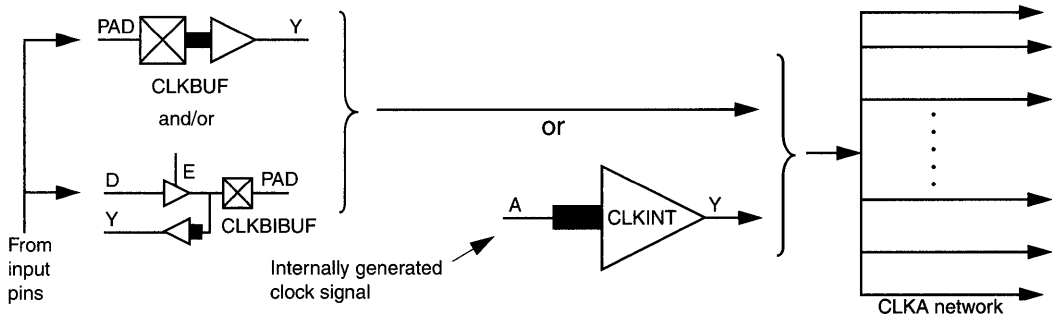 PAD
Y
CLKBUF
and/or
E
D
PAD
Y
CLKBIBUF
From
input
pins
or
A
CLKINT
Y
Internally generated
clock signal
CLKA network